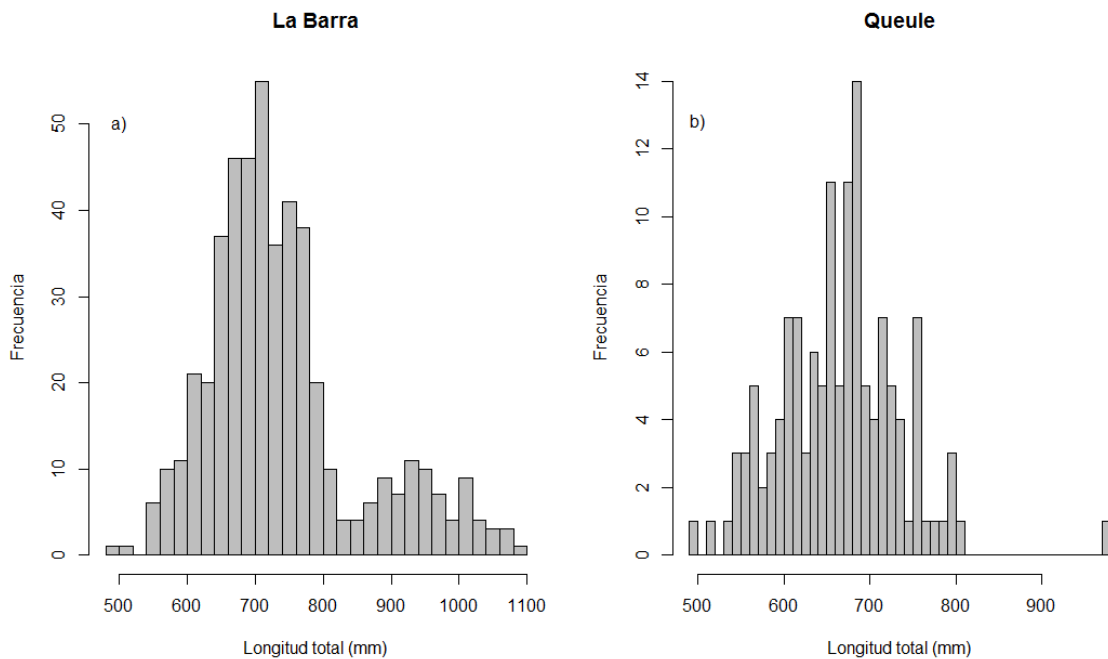 La Barra
a)
Frecuencia
0 10 20 30 40 50
500 600 700 800 900 1000 1100
Longitud total (mm)
Queule
b)
Frecuencia
0 2 4 6 8 10 12 14
500 600 700 800 900
Longitud total (mm)